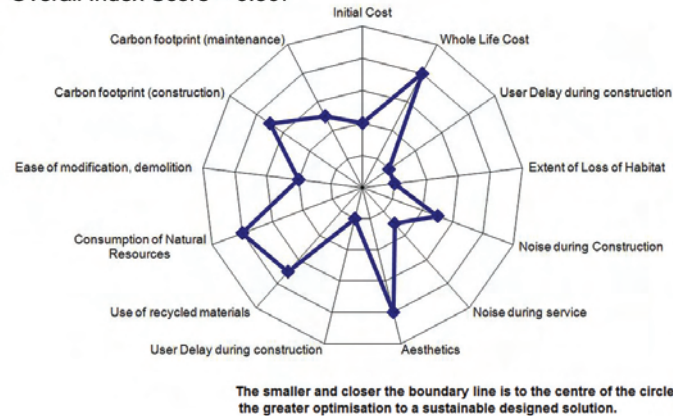 Initial Cost
Carbon footprint (maintenance)
Whole Life Cost
Carbon footprint (construction)
User Delay during construction
Ease of modification, demolition
Extent of Loss of Habitat
Consumption of Natural
Resources
Noise during Construction
Use of recycled materials
Noise during service
User Delay during construction
Aesthetics
The smaller and closer the boundary line is to the centre of the circle
the greater optimisation to a sustainable designed solution.